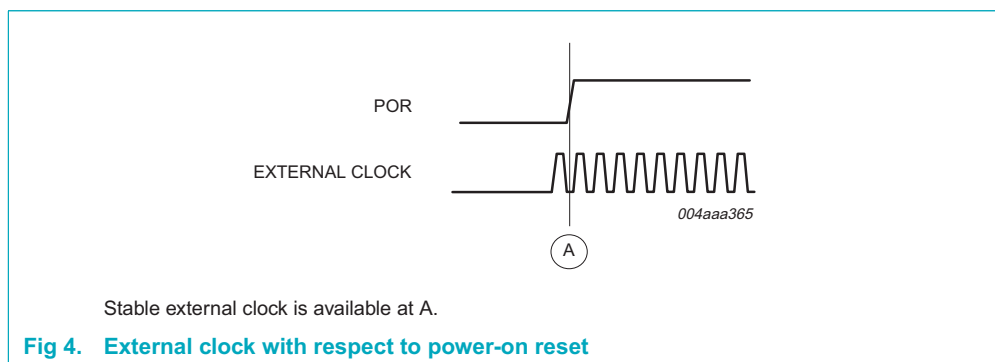 POR
EXTERNAL CLOCK
004aaa365
A
Stable external clock is available at A.
Fig 4. External clock with respect to power-on reset